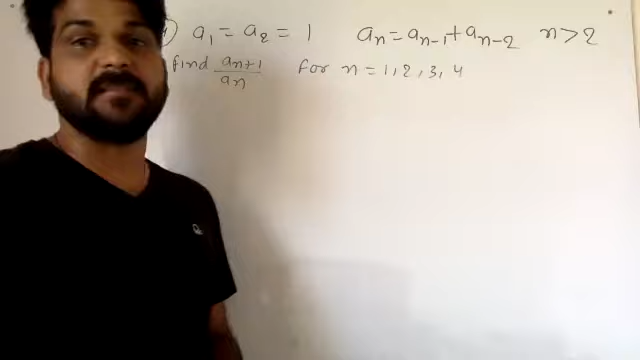 ) a₁ = a₂ = 1 aₙ = aₙ₋₁ + aₙ₋₂ n > 2
find aₙ₊₁/aₙ for n = 1, 2, 3, 4